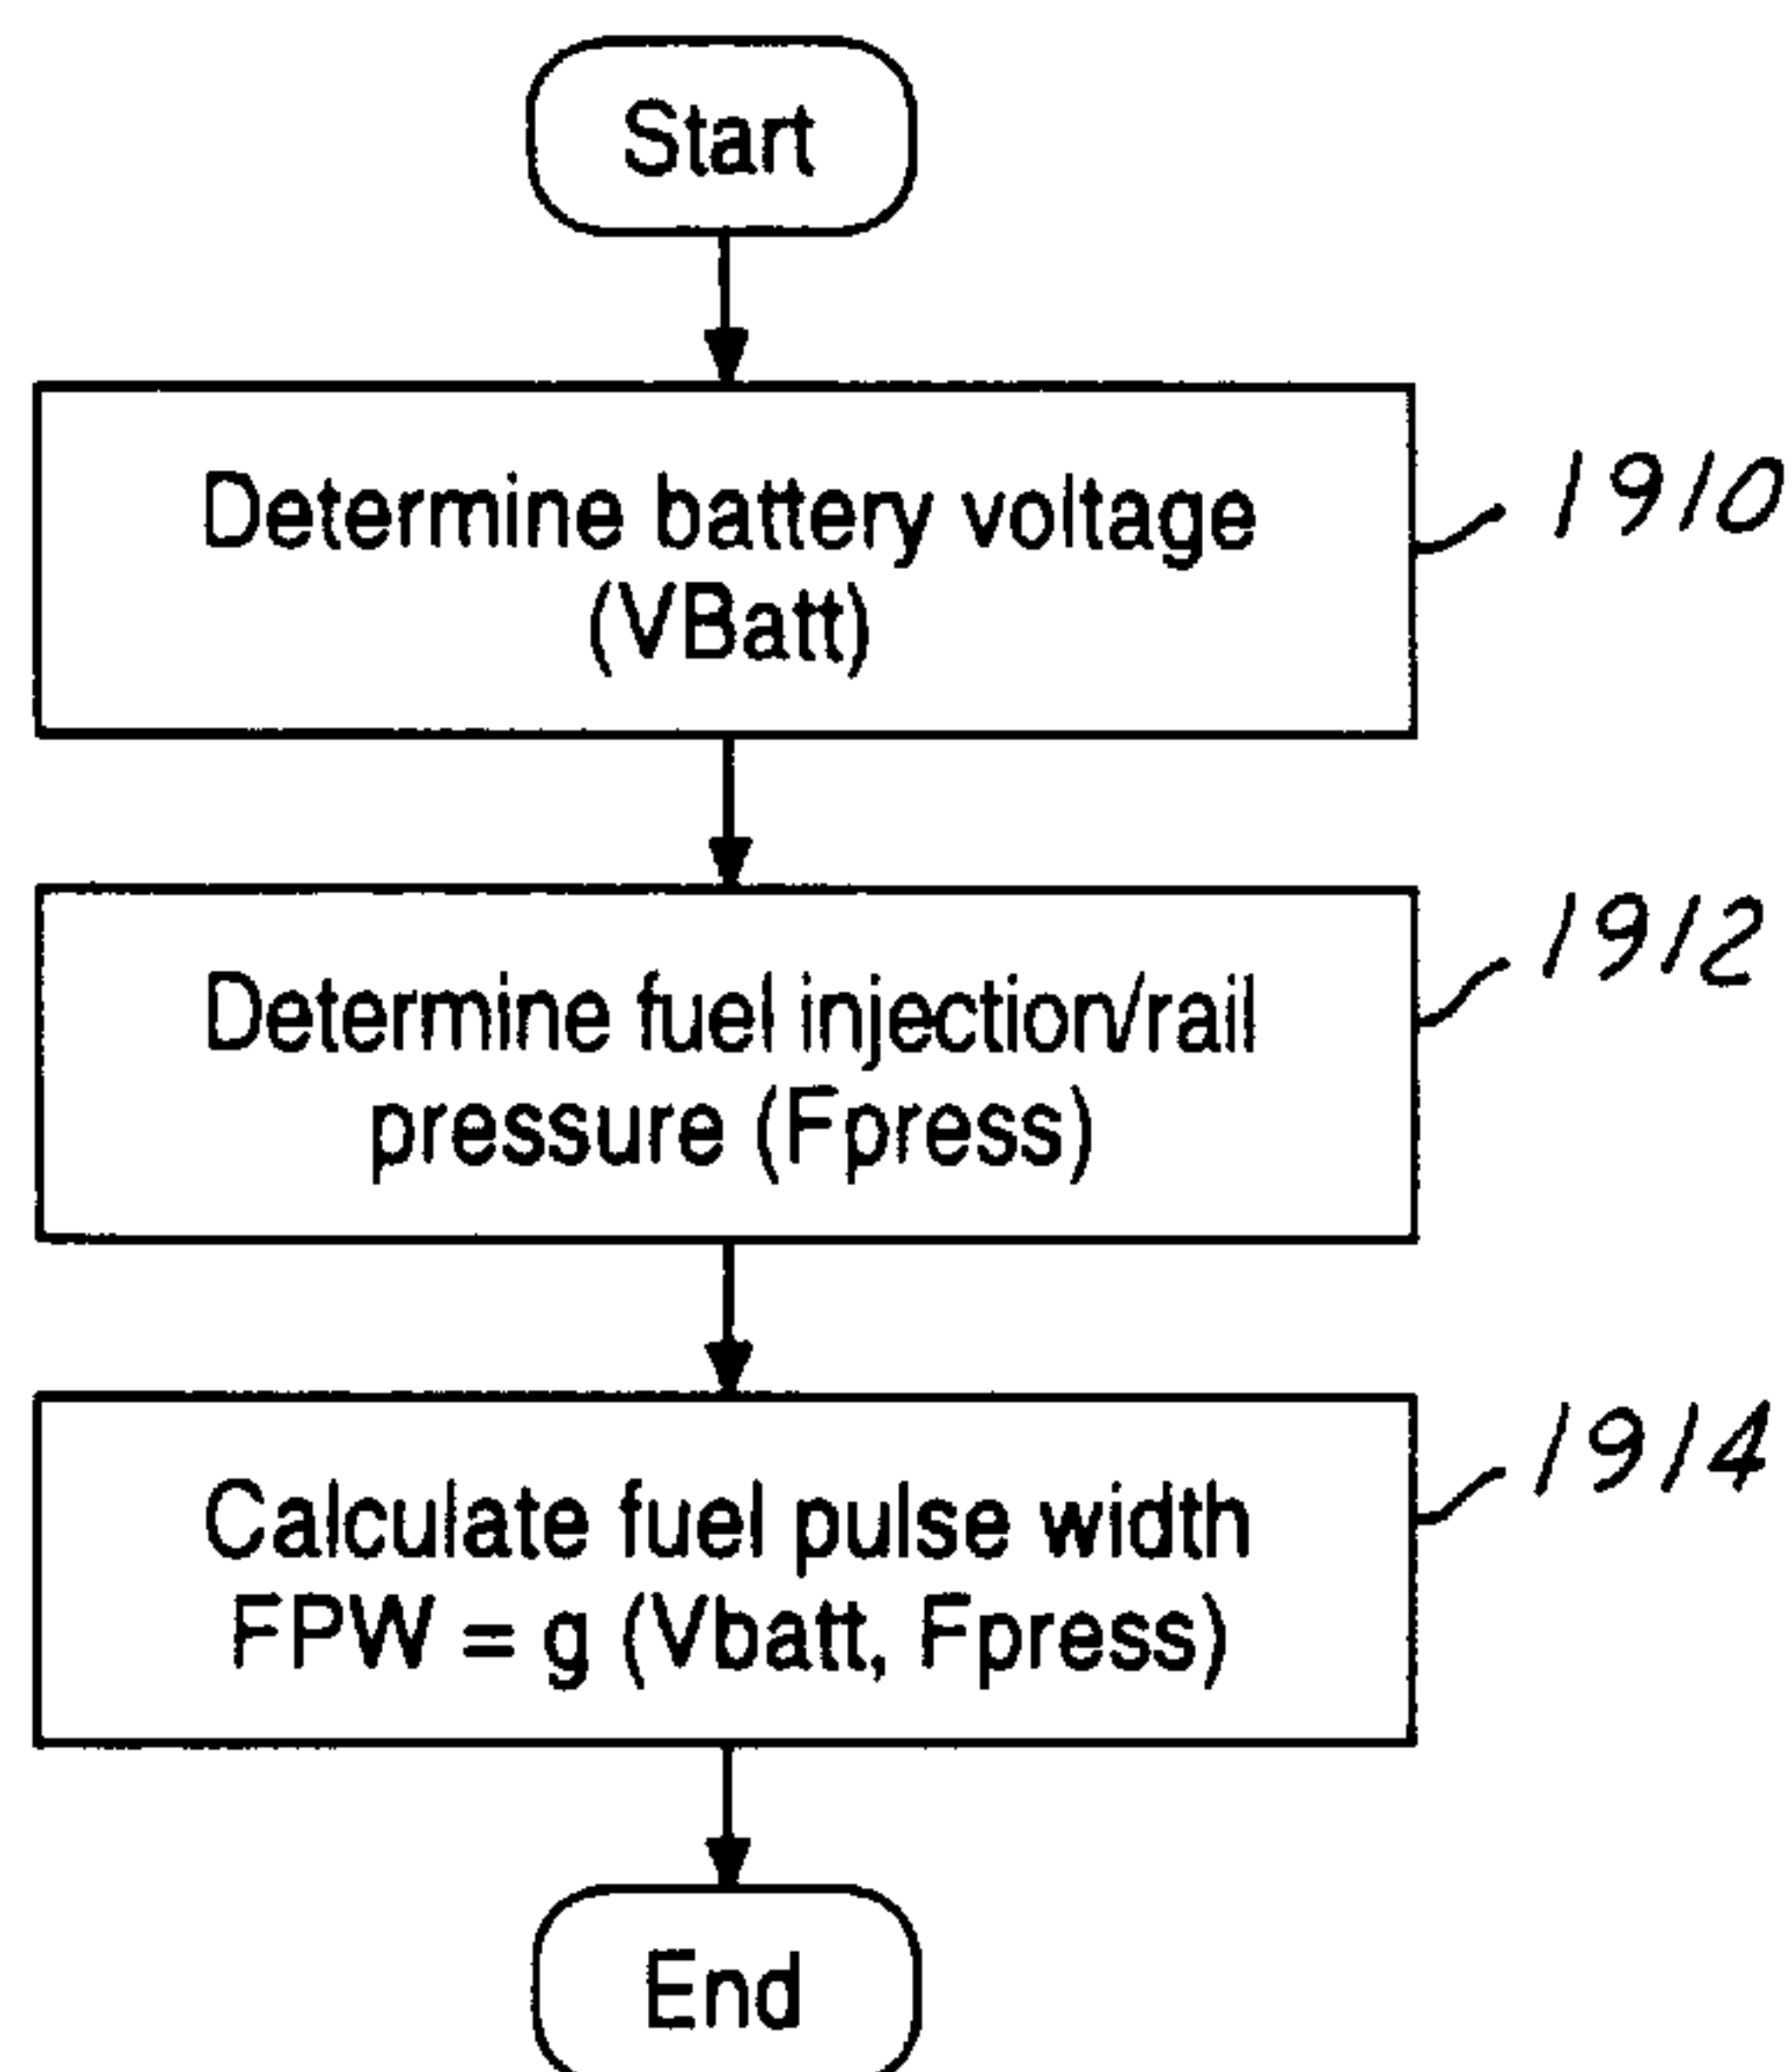 Start
Determine battery voltage
(VBatt)
1910
Determine fuel injection/rail
pressure (Fpress)
1912
Calculate fuel pulse width
FPW = g (Vbatt, Fpress)
1914
End